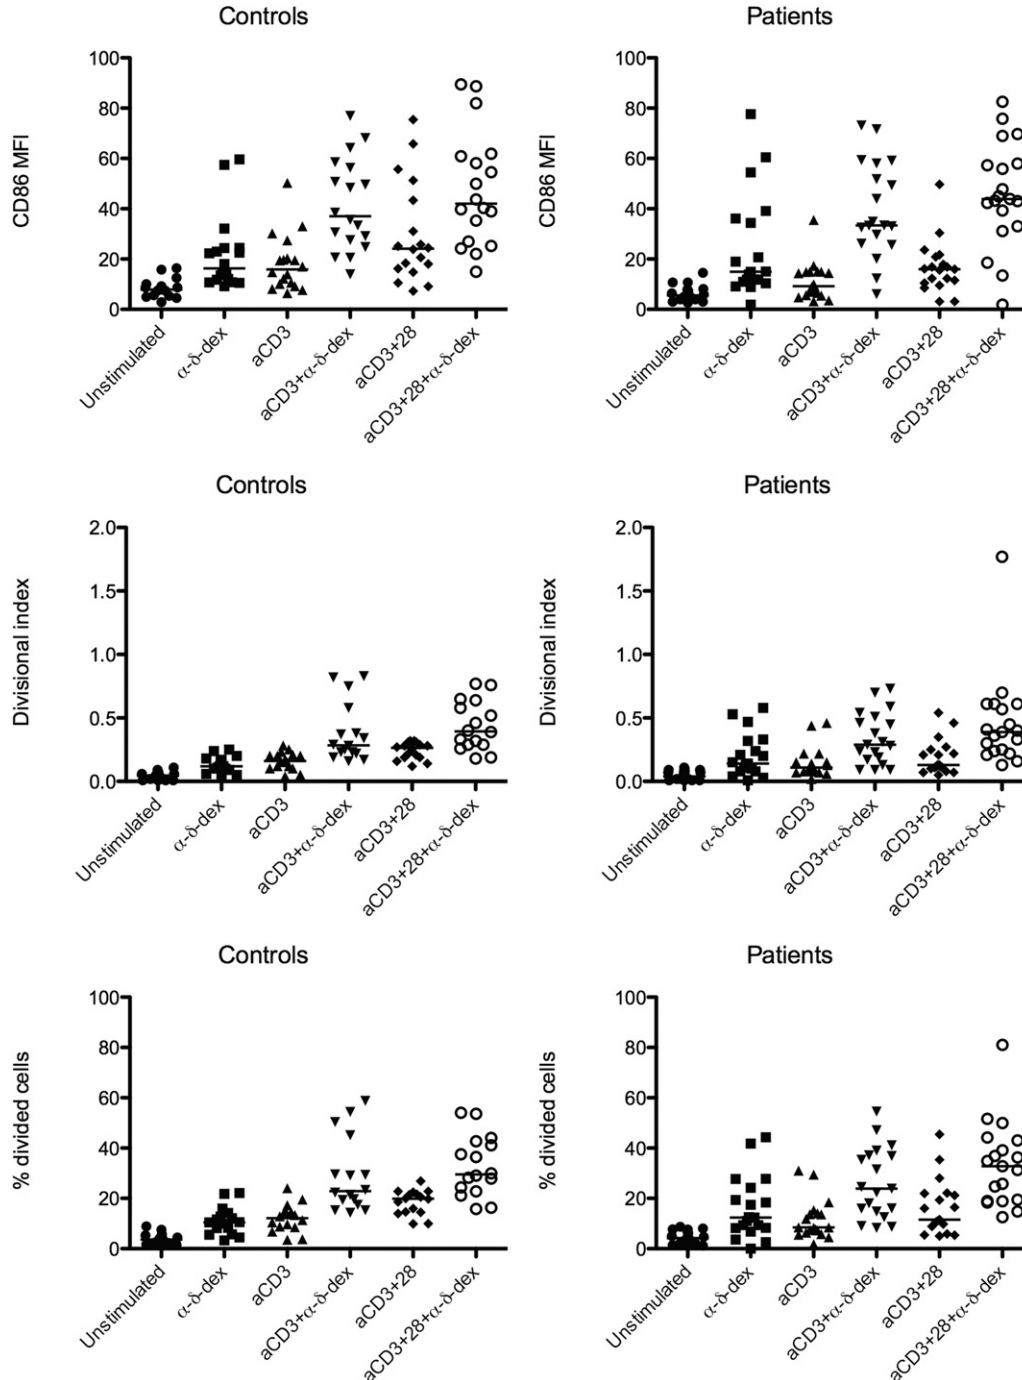 Controls
Patients
CD86 MFI
100
80
60
40
20
0
Unstimulated
α-δ-dex
aCD3
aCD3+α-δ-dex
aCD3+28
aCD3+28+α-δ-dex
CD86 MFI
100
80
60
40
20
0
Unstimulated
α-δ-dex
aCD3
aCD3+α-δ-dex
aCD3+28
aCD3+28+α-δ-dex
Controls
Patients
Divisional index
2.0
1.5
1.0
0.5
0.0
Unstimulated
α-δ-dex
aCD3
aCD3+α-δ-dex
aCD3+28
aCD3+28+α-δ-dex
Divisional index
2.0
1.5
1.0
0.5
0.0
Unstimulated
α-δ-dex
aCD3
aCD3+α-δ-dex
aCD3+28
aCD3+28+α-δ-dex
Controls
Patients
% divided cells
100
80
60
40
20
0
Unstimulated
α-δ-dex
aCD3
aCD3+α-δ-dex
aCD3+28
aCD3+28+α-δ-dex
% divided cells
100
80
60
40
20
0
Unstimulated
α-δ-dex
aCD3
aCD3+α-δ-dex
aCD3+28
aCD3+28+α-δ-dex